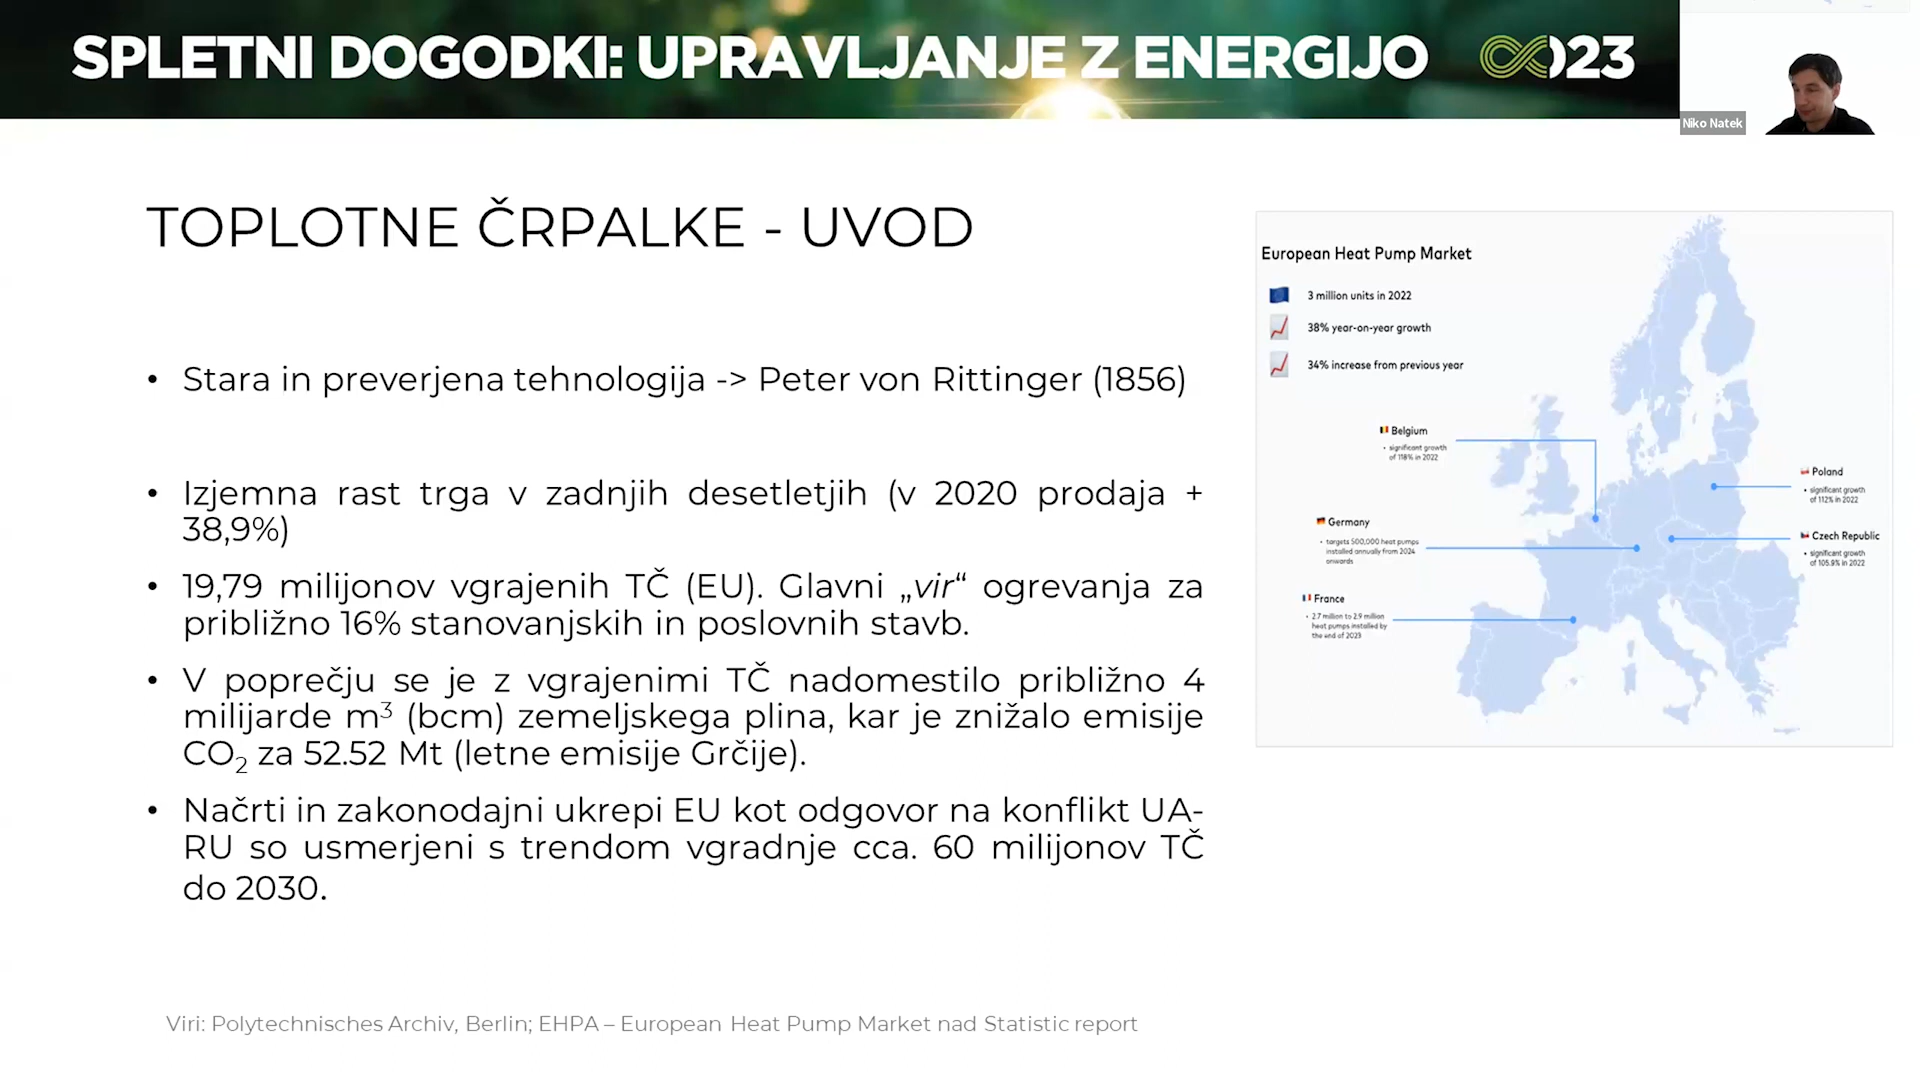 SPLETNI DOGODKI: UPRAVLJANJE Z ENERGIJO 023
Niko Natek
TOPLOTNE ČRPALKE - UVOD
• Stara in preverjena tehnologija -> Peter von Rittinger (1856)
• Izjemna rast trga v zadnjih desetletjih (v 2020 prodaja +
38,9%)
• 19,79 milijonov vgrajenih TČ (EU). Glavni „vir“ ogrevanja za
približno 16% stanovanjskih in poslovnih stavb.
• V poprečju se je z vgrajenimi TČ nadomestilo približno 4
milijarde m³ (bcm) zemeljskega plina, kar je znižalo emisije
CO₂ za 52.52 Mt (letne emisije Grčije).
• Načrti in zakonodajni ukrepi EU kot odgovor na konflikt UA-
RU so usmerjeni s trendom vgradnje cca. 60 milijonov TČ
do 2030.
Viri: Polytechnisches Archiv, Berlin; EHPA – European Heat Pump Market nad Statistic report
European Heat Pump Market
3 million units in 2022
38% year-on-year growth
34% increase from previous year
Belgium
• significant growth
of 118% in 2022
Poland
• significant growth
of 112% in 2022
Germany
• targets 500,000 heat pumps
installed annually from 2024
onwards
Czech Republic
• significant growth
of 105.9% in 2022
France
• 2.7 million to 2.9 million
heat pumps installed by
the end of 2023